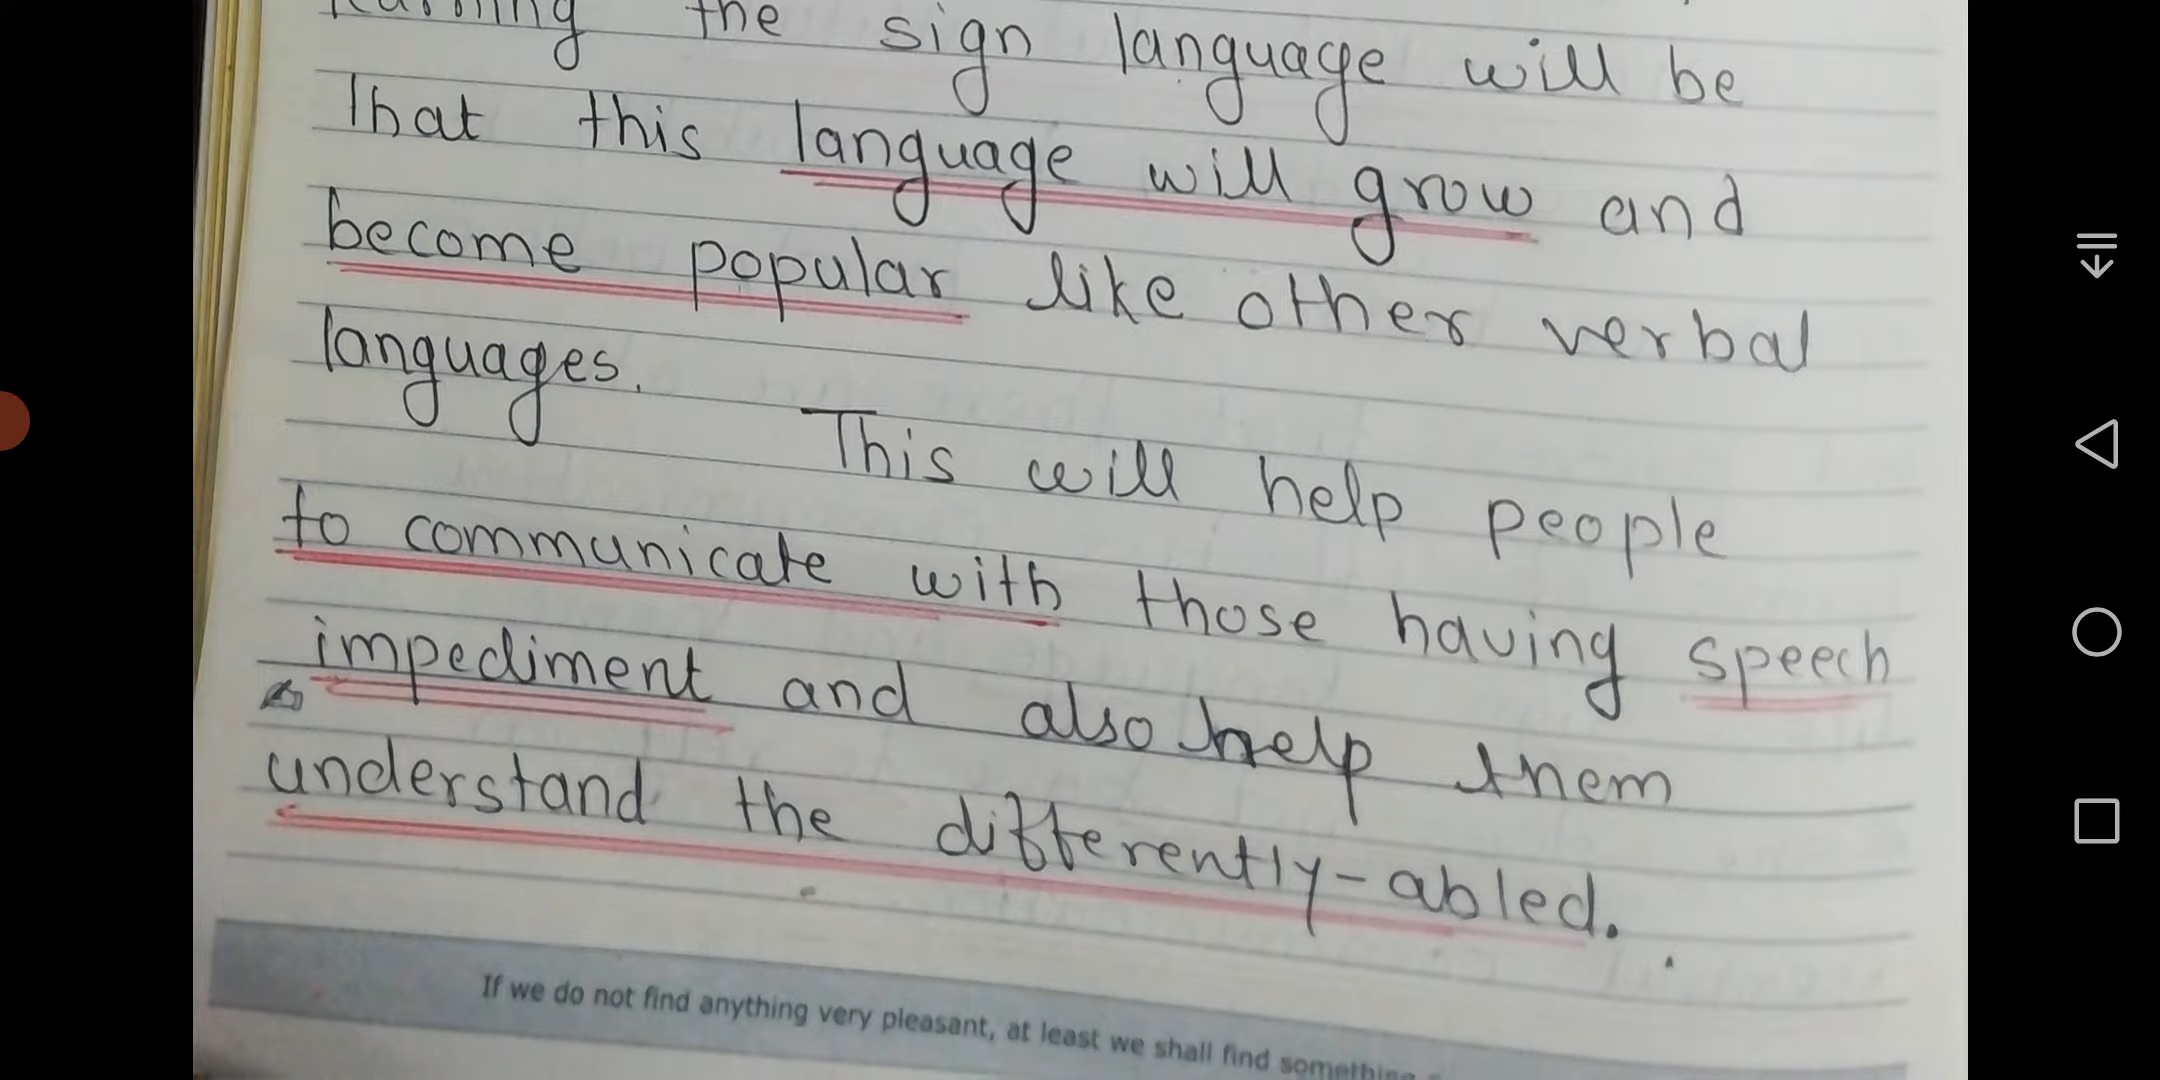 learning the sign language will be
that this language will grow and
become popular like other verbal
languages.
This will help people
to communicate with those having speech
impediment and also help them
understand the differently-abled.
If we do not find anything very pleasant, at least we shall find something